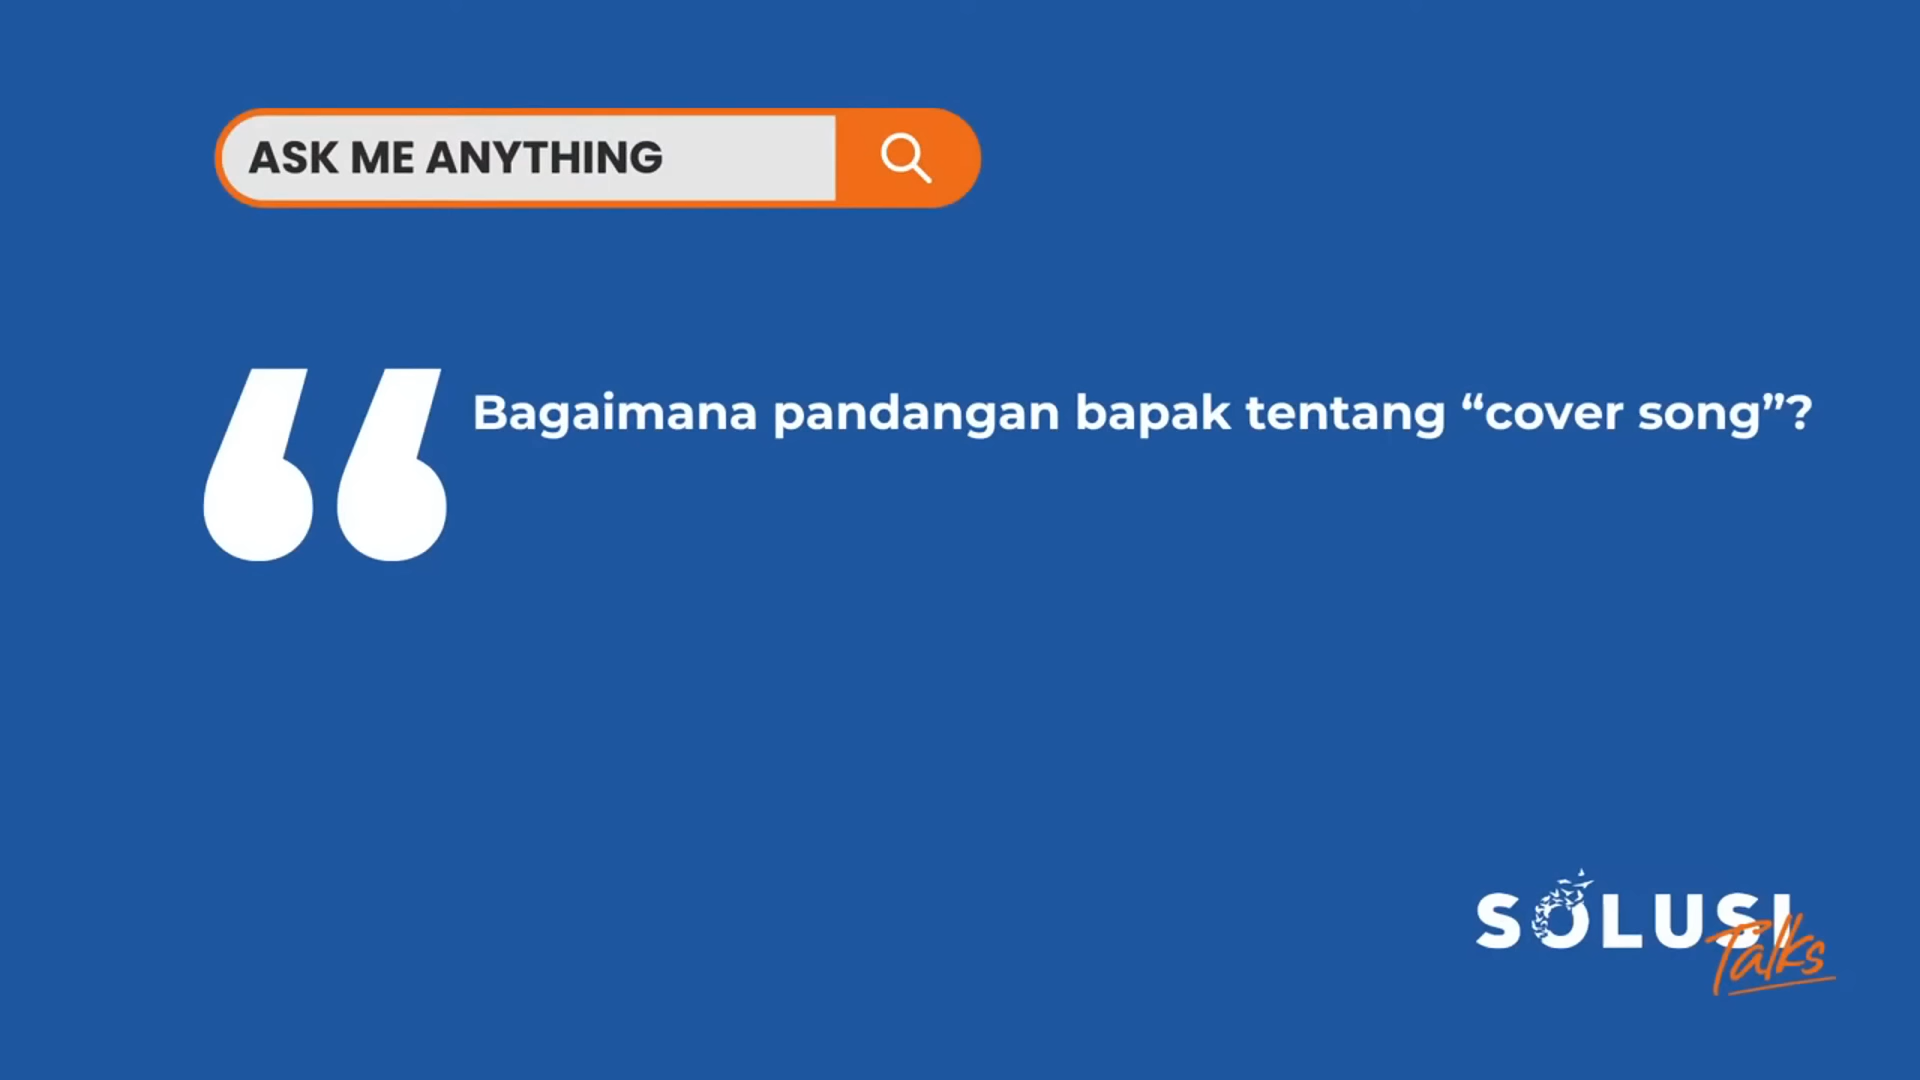 ASK ME ANYTHING
Bagaimana pandangan bapak tentang “cover song”?
SOLUSI
Talks